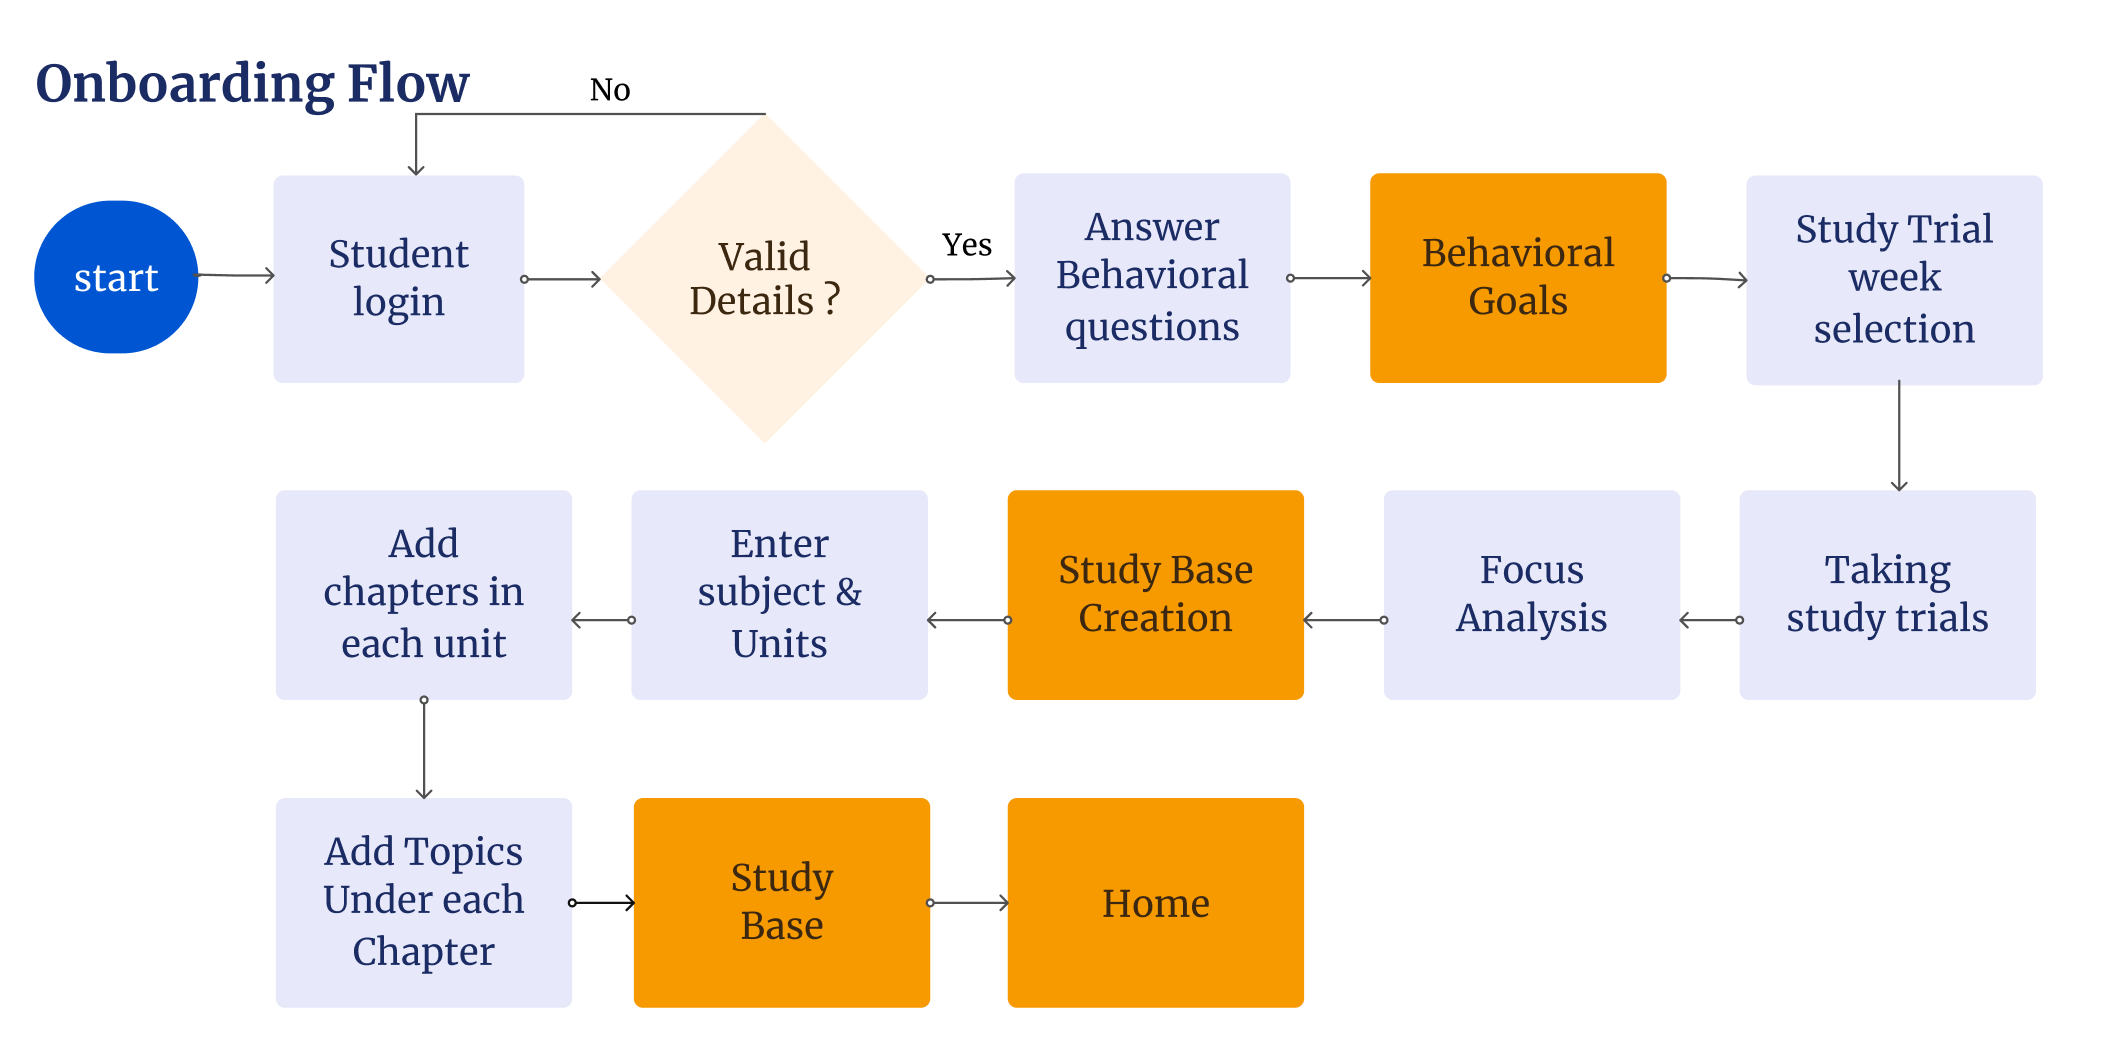 Onboarding Flow
No
start
Student
login
Valid
Details ?
Yes
Answer
Behavioral
questions
Behavioral
Goals
Study Trial
week
selection
Add
chapters in
each unit
Enter
subject &
Units
Study Base
Creation
Focus
Analysis
Taking
study trials
Add Topics
Under each
Chapter
Study
Base
Home